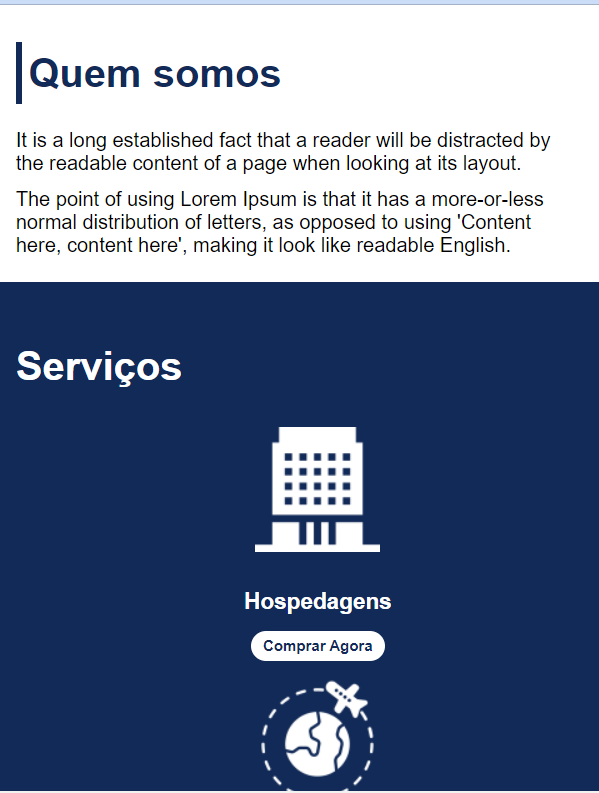 Quem somos
It is a long established fact that a reader will be distracted by
the readable content of a page when looking at its layout.
The point of using Lorem Ipsum is that it has a more-or-less
normal distribution of letters, as opposed to using 'Content
here, content here', making it look like readable English.
Serviços
Hospedagens
Comprar Agora